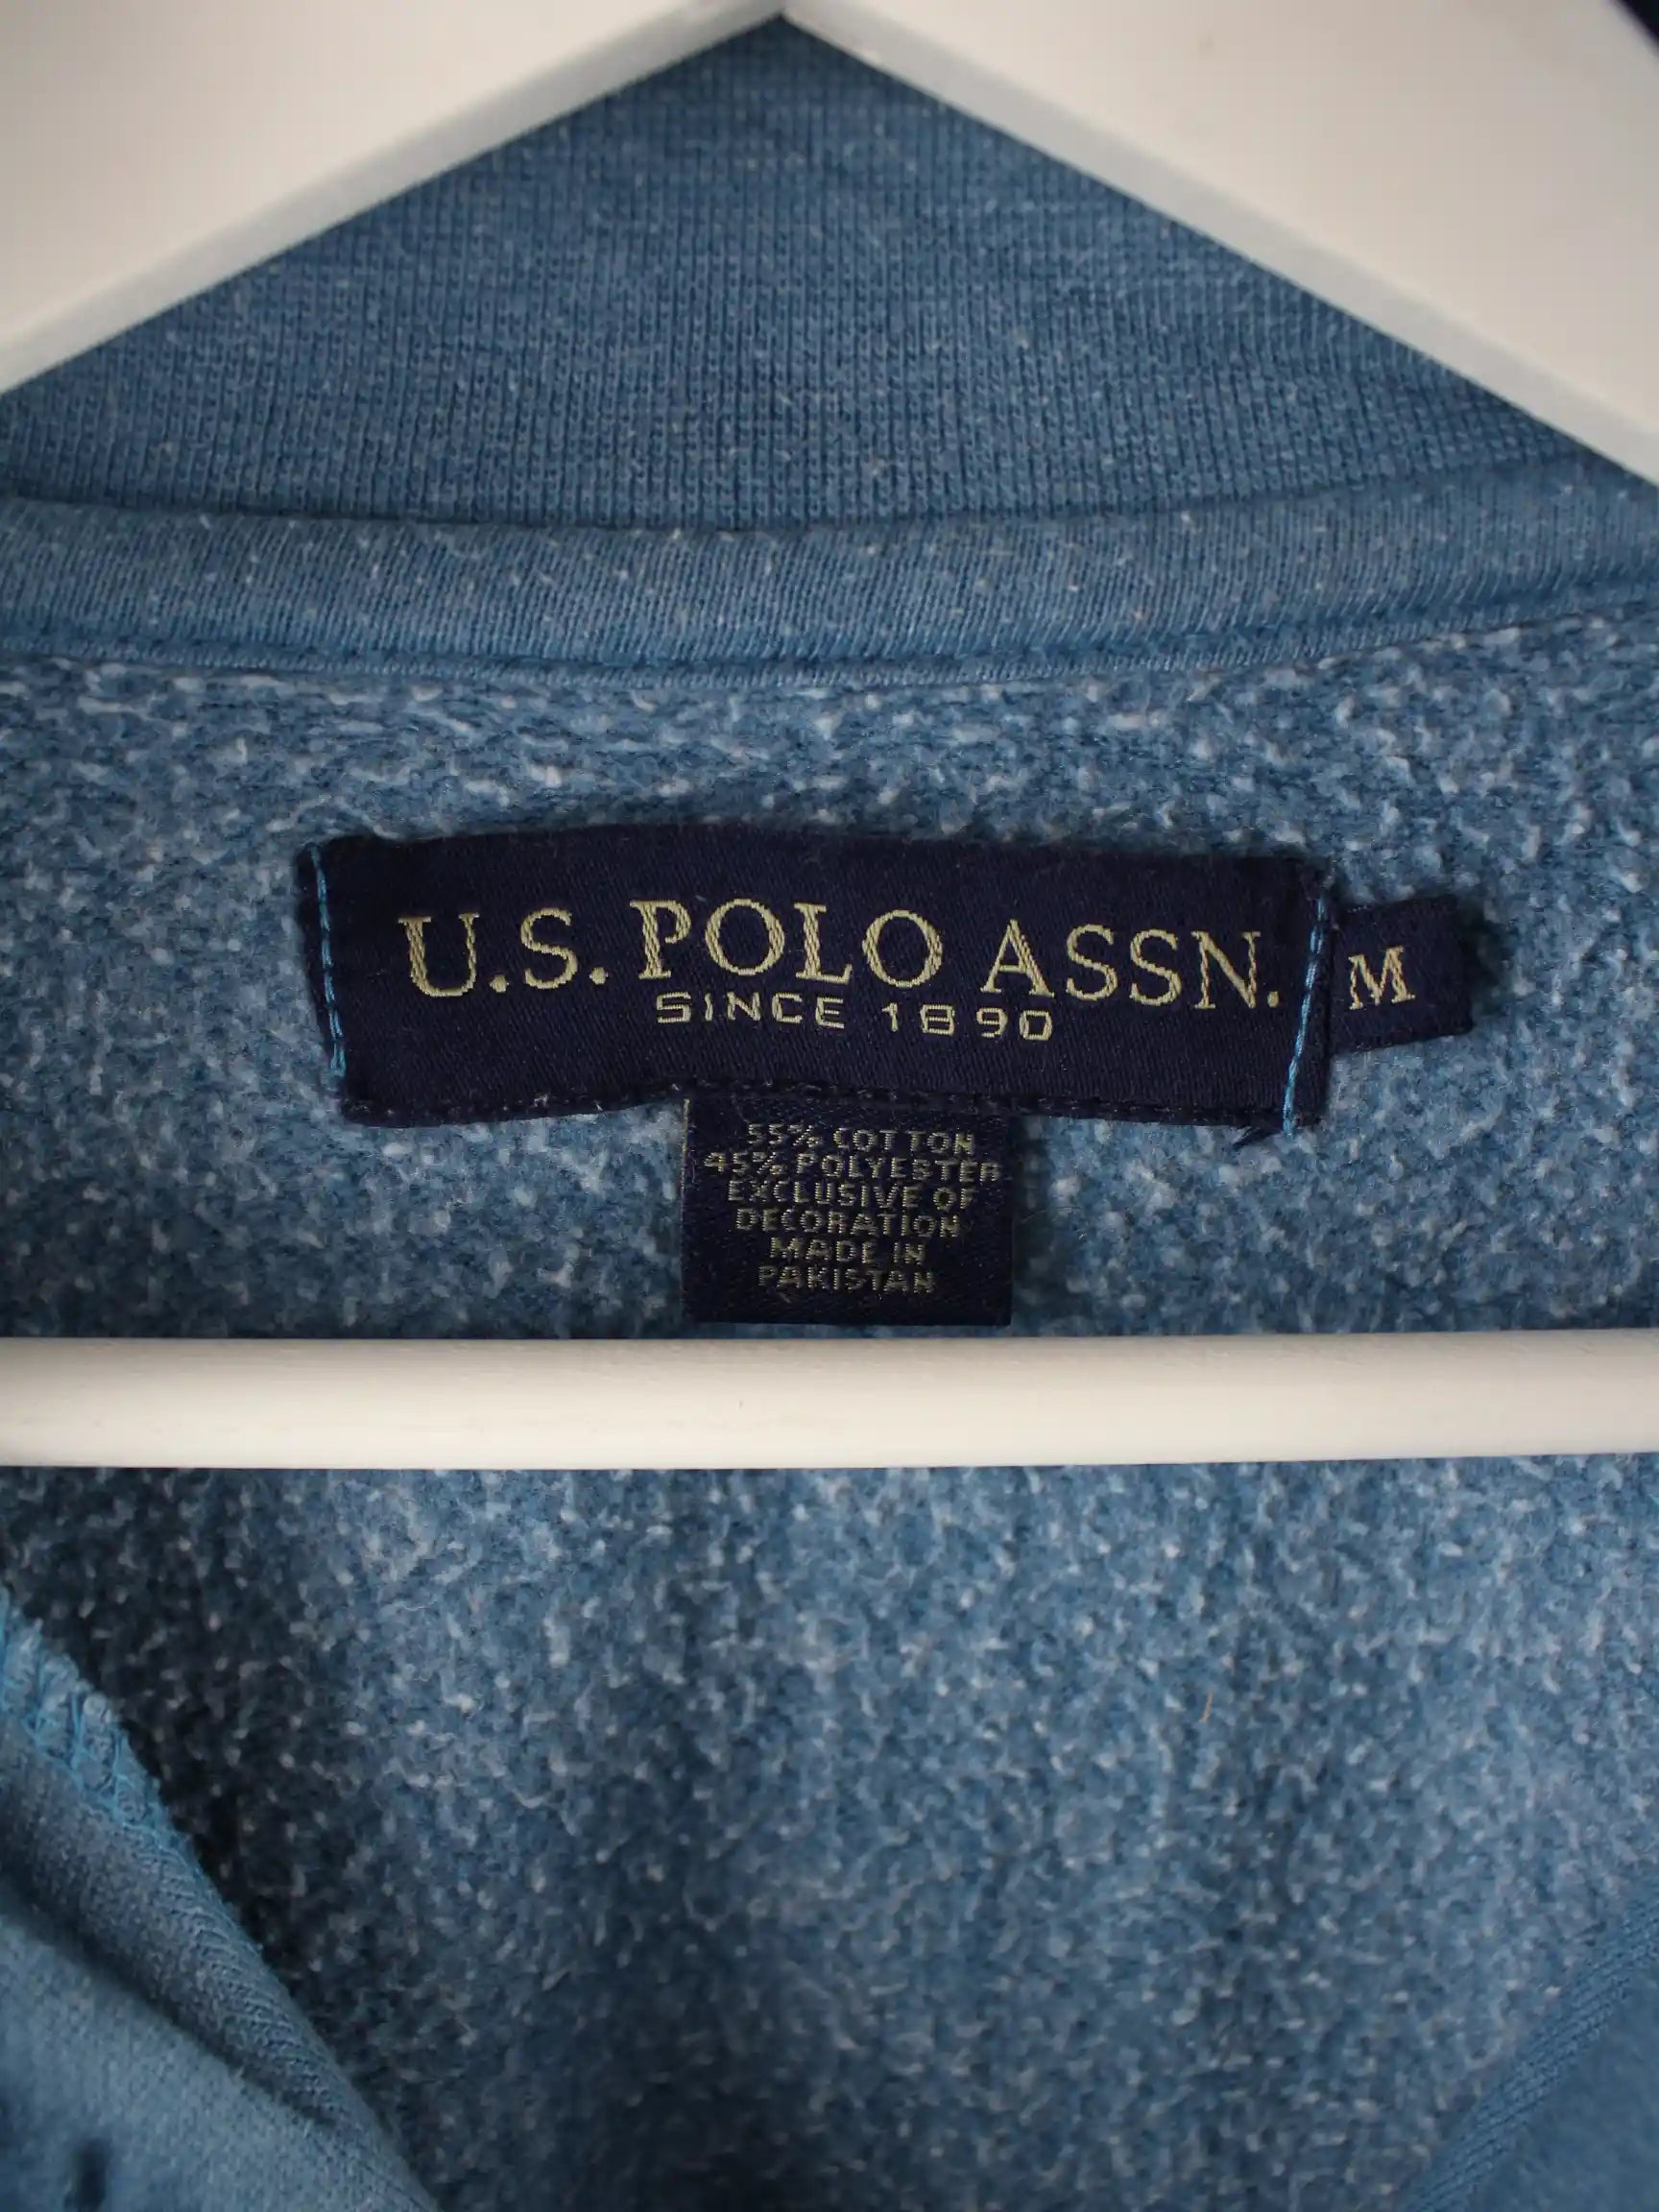 U.S. POLO ASSN.
SINCE 1890
M
55% COTTON
45% POLYESTER
EXCLUSIVE OF
DECORATION
MADE IN
PAKISTAN